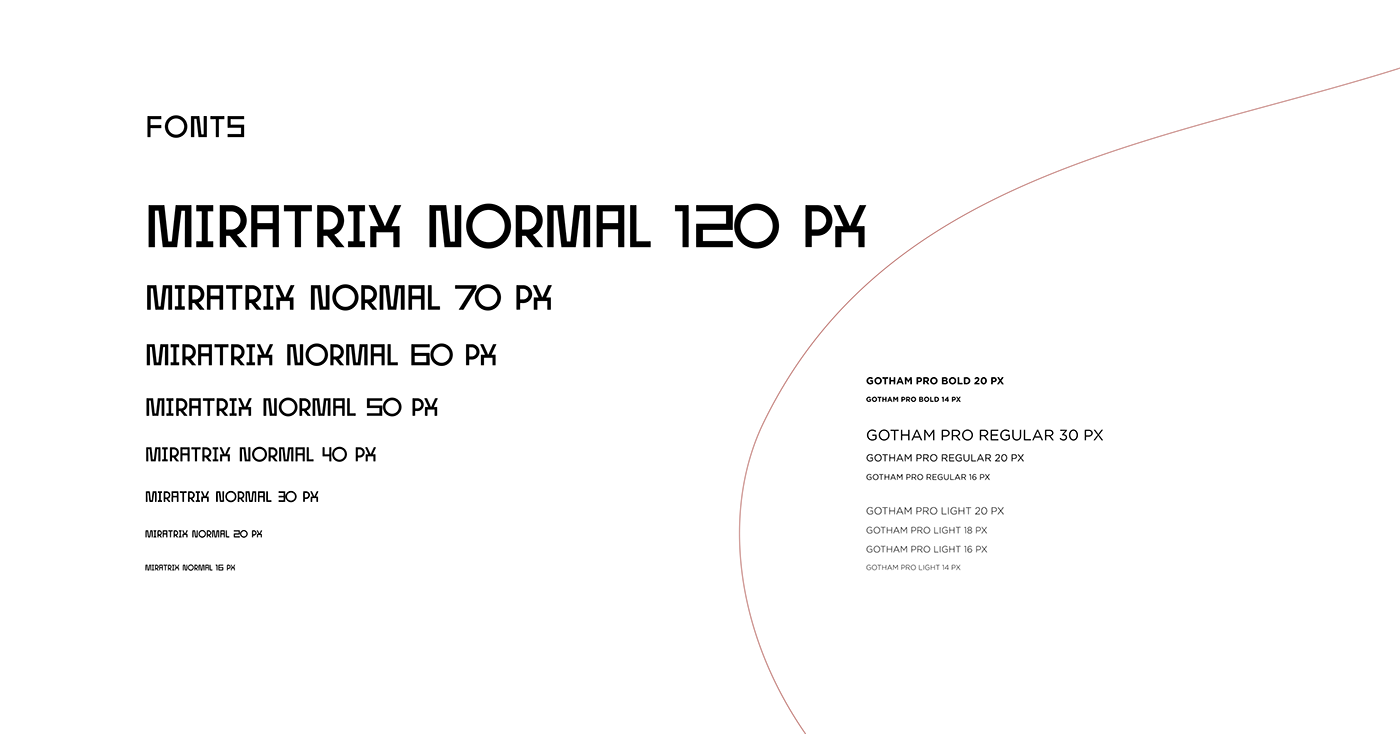 FONTS
MIRATRIX NORMAL 120 PX
MIRATRIX NORMAL 70 PX
MIRATRIX NORMAL 60 PX
MIRATRIX NORMAL 50 PX
MIRATRIX NORMAL 40 PX
MIRATRIX NORMAL 30 PX
MIRATRIX NORMAL 20 PX
MIRATRIX NORMAL 16 PX
GOTHAM PRO BOLD 20 PX
GOTHAM PRO BOLD 14 PX
GOTHAM PRO REGULAR 30 PX
GOTHAM PRO REGULAR 20 PX
GOTHAM PRO REGULAR 16 PX
GOTHAM PRO LIGHT 20 PX
GOTHAM PRO LIGHT 18 PX
GOTHAM PRO LIGHT 16 PX
GOTHAM PRO LIGHT 14 PX